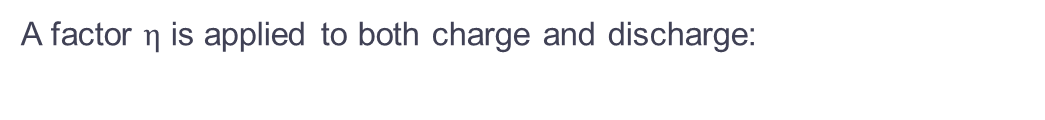 A factor η is applied to both charge and discharge: